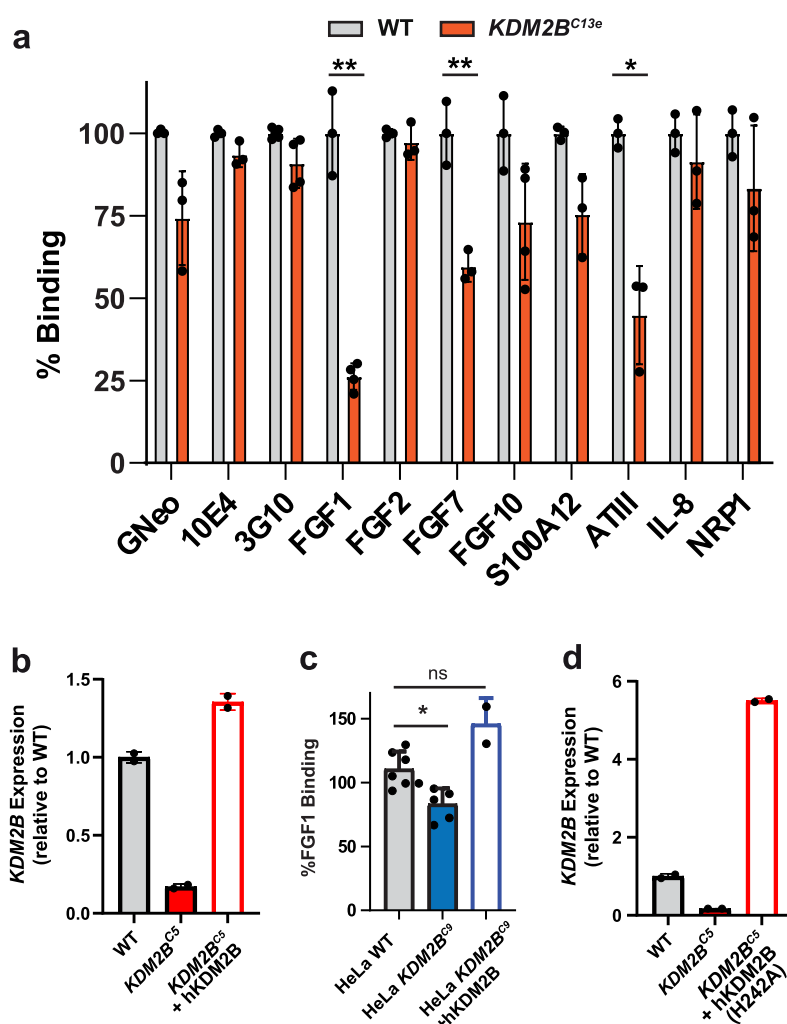 a
WT
KDM2B^C13e
** ** *
100
75
50
25
0
% Binding
GNeo
10E4
3G10
FGF1
FGF2
FGF7
FGF10
S100A12
ATIII
IL-8
NRP1
b
1.5
1.0
0.5
0.0
KDM2B Expression
(relative to WT)
WT
KDM2B^C5
KDM2B^C5
+ hKDM2B
c
ns
*
150
100
50
0
%FGF1 Binding
HeLa WT
HeLa KDM2B^C9
HeLa KDM2B^C9
+hKDM2B
d
6
4
2
0
KDM2B Expression
(relative to WT)
WT
KDM2B^C5
KDM2B^C5
+ hKDM2B
(H242A)